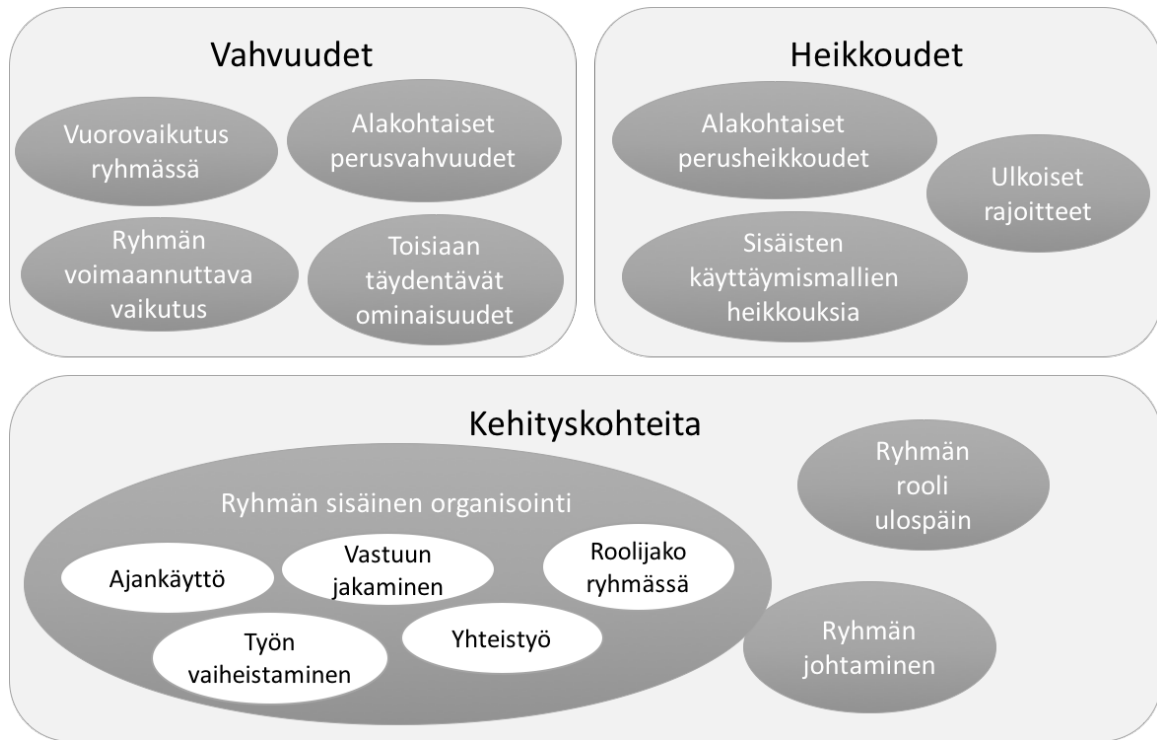 Vahvuudet
Vuorovaikutus
ryhmässä
Alakohtaiset
perusvahvuudet
Ryhmän
voimaannuttava
vaikutus
Toisiaan
täydentävät
ominaisuudet
Heikkoudet
Alakohtaiset
perusheikkoudet
Ulkoiset
rajoitteet
Sisäisten
käyttäymismallien
heikkouksia
Kehityskohteita
Ryhmän sisäinen organisointi
Ajankäyttö
Vastuun
jakaminen
Roolijako
ryhmässä
Työn
vaiheistaminen
Yhteistyö
Ryhmän
rooli
ulospäin
Ryhmän
johtaminen